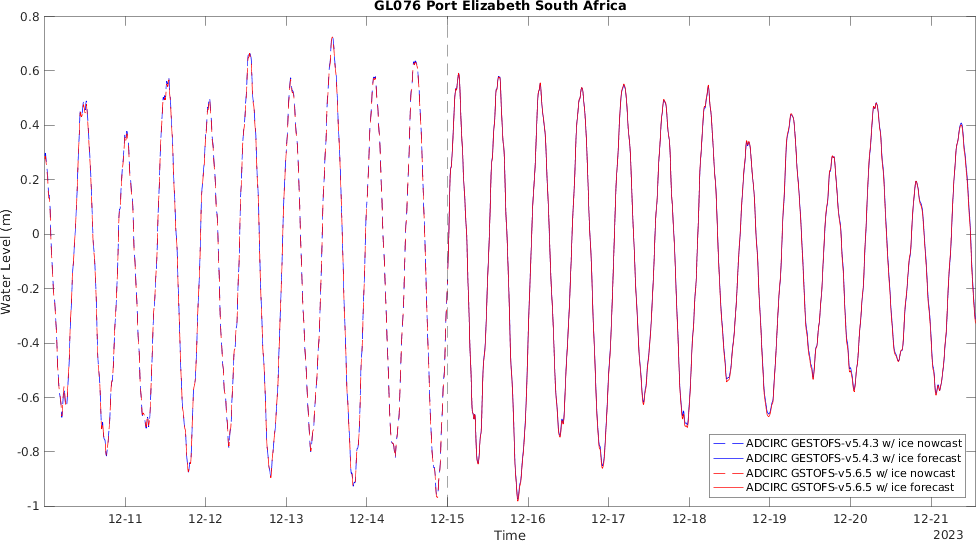 GL076 Port Elizabeth South Africa
0.8
0.6
0.4
0.2
0
-0.2
-0.4
-0.6
-0.8
-1
Water Level (m)
ADCIRC GESTOFS-v5.4.3 w/ ice nowcast
ADCIRC GESTOFS-v5.4.3 w/ ice forecast
ADCIRC GSTOFS-v5.6.5 w/ ice nowcast
ADCIRC GSTOFS-v5.6.5 w/ ice forecast
12-11 12-12 12-13 12-14 12-15 12-16 12-17 12-18 12-19 12-20 12-21
Time 2023